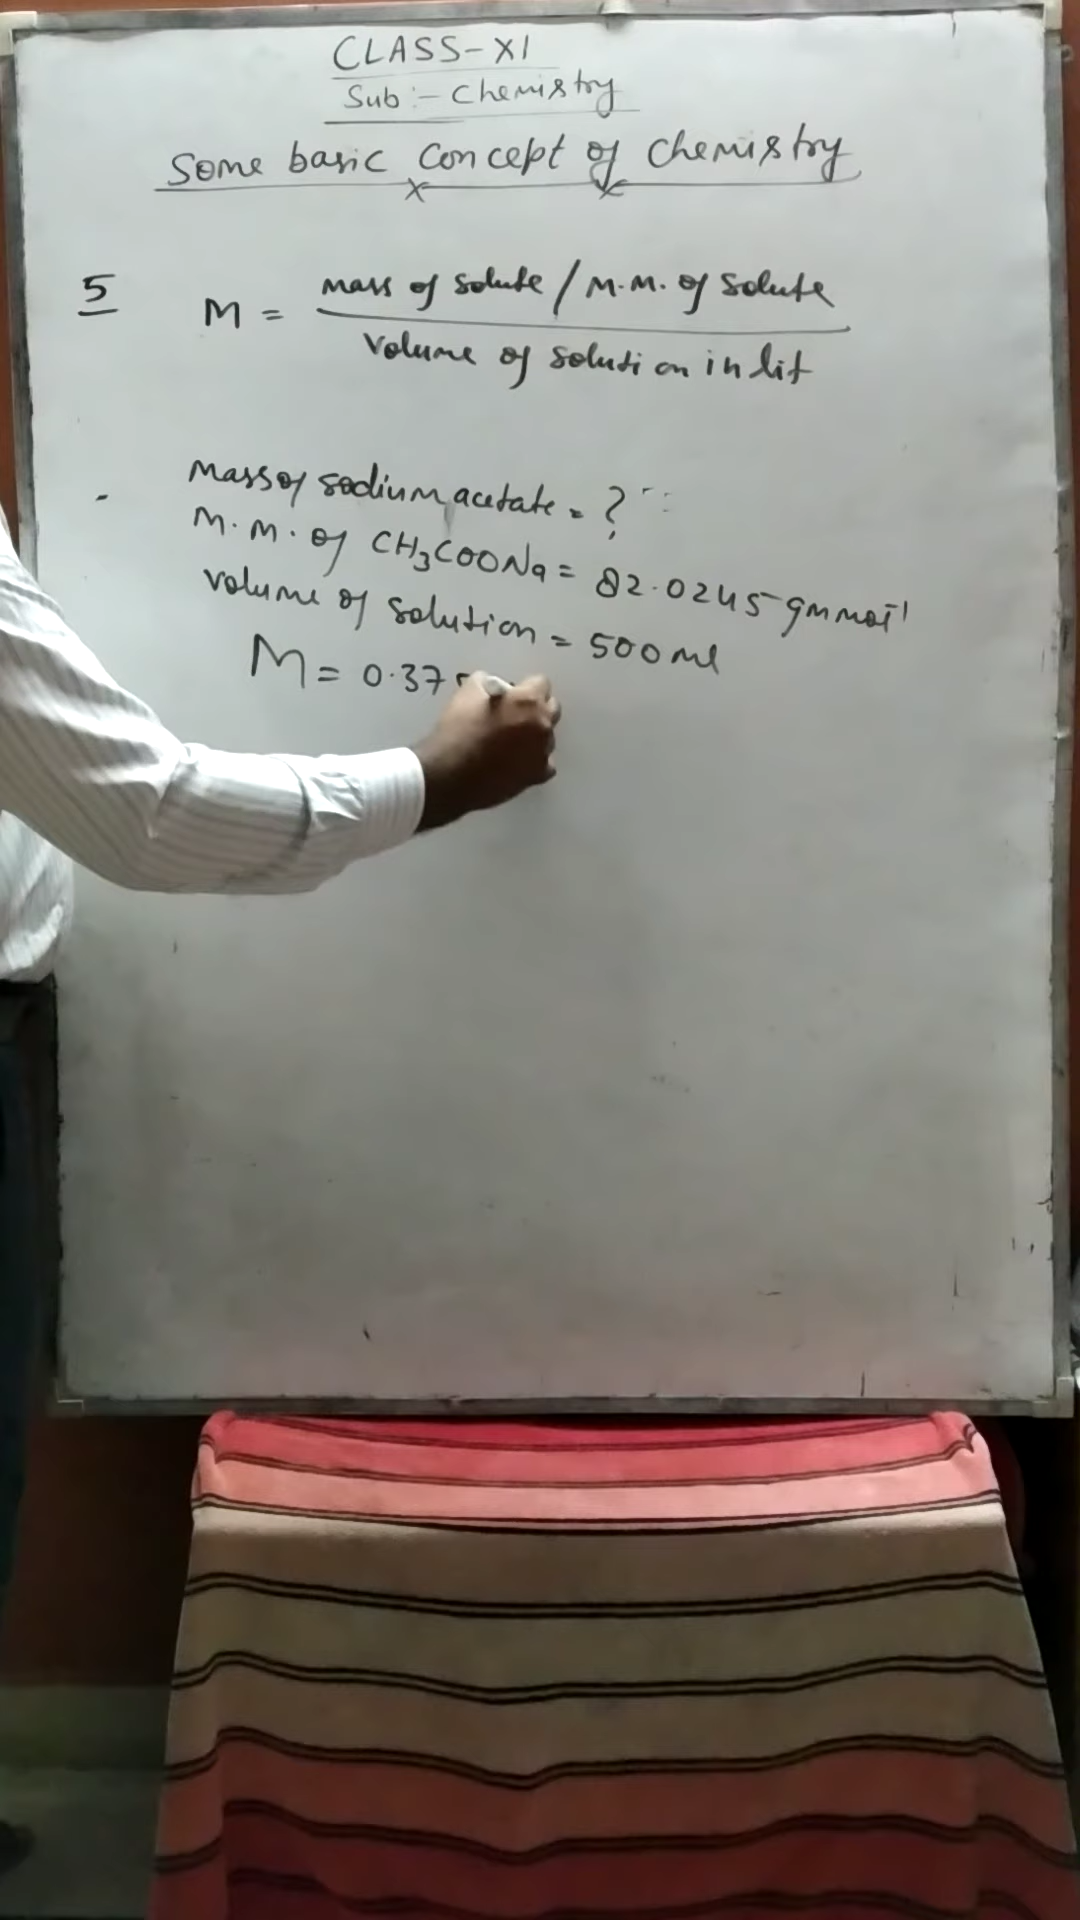 CLASS-XI
Sub:- Chemistry
Some basic concept of chemistry
5
M = mass of solute / M.M. of solute
Volume of solution in lit
Mass of sodium acetate = ?
M.M. of CH₃COONa = 82.0245 gm mol⁻¹
Volume of solution = 500 ml
M = 0.37